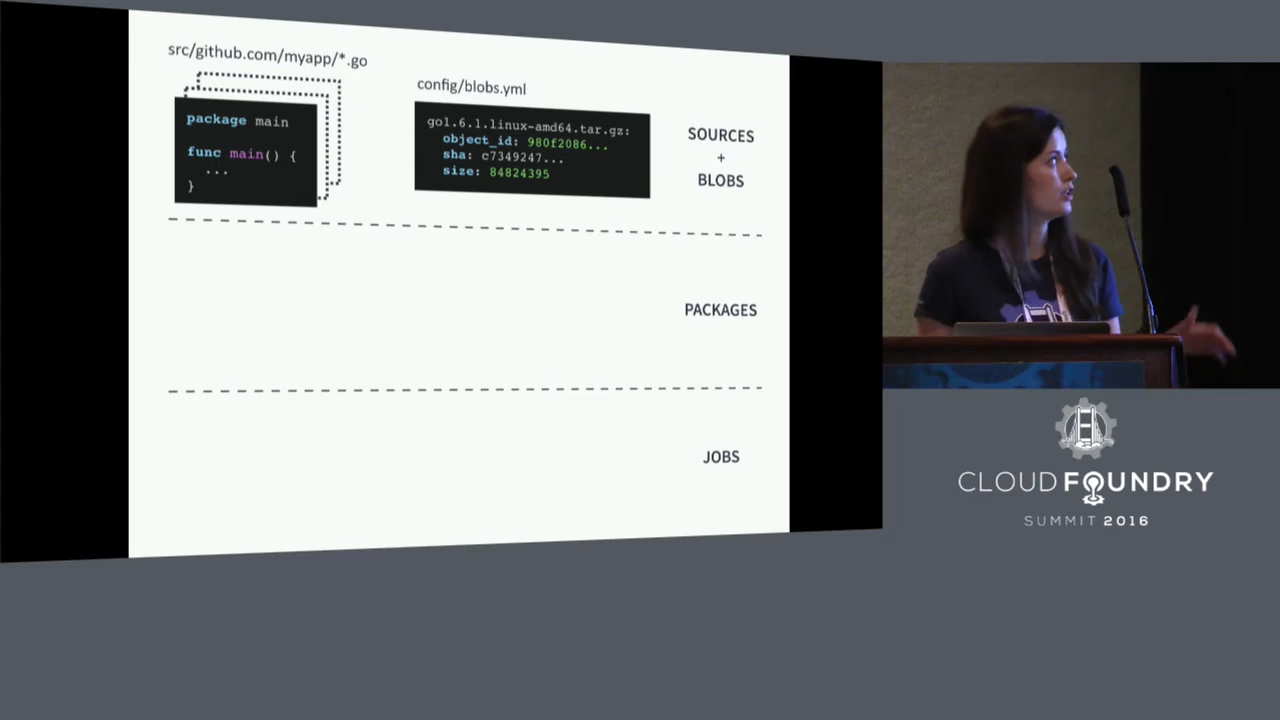 src/github.com/myapp/*.go
package main
func main() {
...
}
config/blobs.yml
go1.6.1.linux-amd64.tar.gz:
object_id: 980f2086...
sha: c7349247...
size: 84824395
SOURCES
+
BLOBS
PACKAGES
JOBS
CLOUD FOUNDRY
SUMMIT 2016